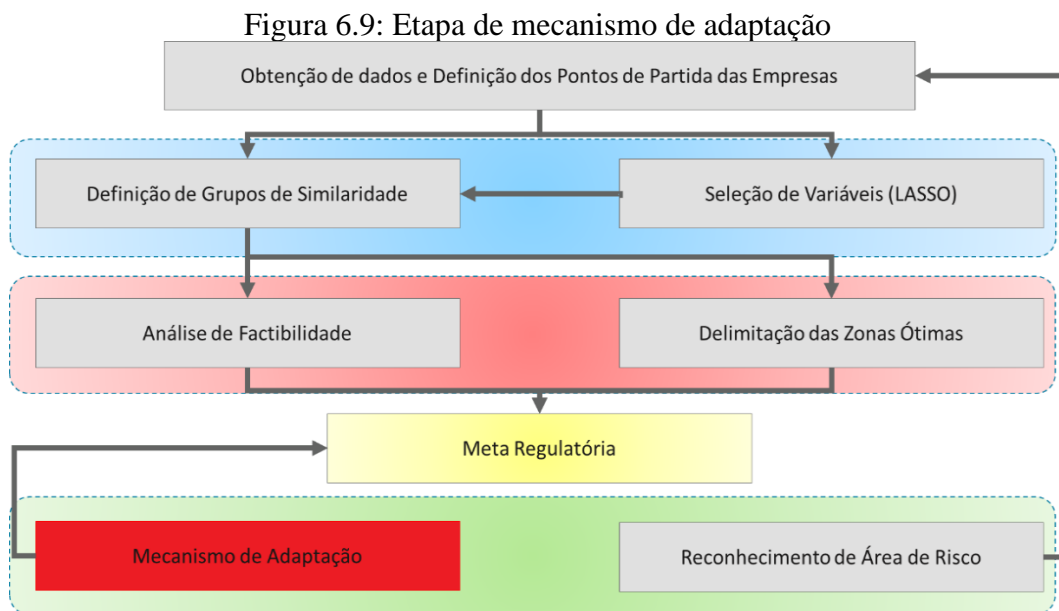 Figura 6.9: Etapa de mecanismo de adaptação
Obtenção de dados e Definição dos Pontos de Partida das Empresas
Definição de Grupos de Similaridade
Seleção de Variáveis (LASSO)
Análise de Factibilidade
Delimitação das Zonas Ótimas
Meta Regulatória
Mecanismo de Adaptação
Reconhecimento de Área de Risco